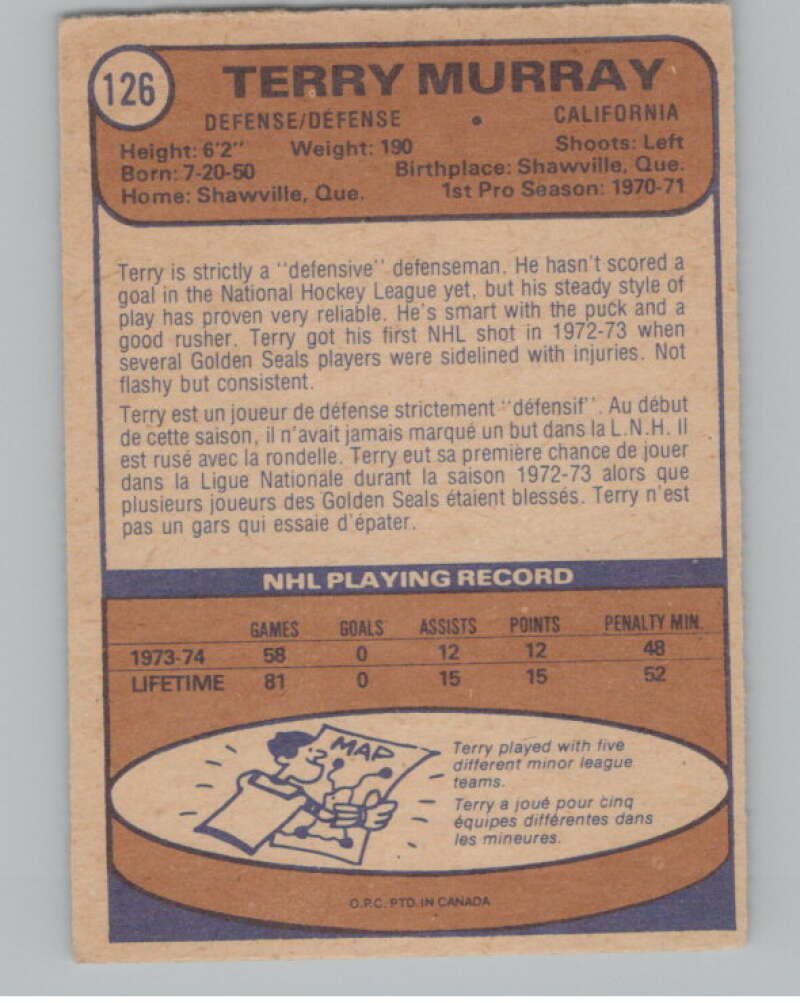 126
TERRY MURRAY
DEFENSE/DÉFENSE • CALIFORNIA
Height: 6'2" Weight: 190 Shoots: Left
Born: 7-20-50 Birthplace: Shawville, Que.
Home: Shawville, Que. 1st Pro Season: 1970-71
Terry is strictly a "defensive" defenseman. He hasn't scored a
goal in the National Hockey League yet, but his steady style of
play has proven very reliable. He's smart with the puck and a
good rusher. Terry got his first NHL shot in 1972-73 when
several Golden Seals players were sidelined with injuries. Not
flashy but consistent.
Terry est un joueur de défense strictement "défensif". Au début
de cette saison, il n'avait jamais marqué un but dans la L.N.H. Il
est rusé avec la rondelle. Terry eut sa première chance de jouer
dans la Ligue Nationale durant la saison 1972-73 alors que
plusieurs joueurs des Golden Seals étaient blessés. Terry n'est
pas un gars qui essaie d'épater.
NHL PLAYING RECORD
GAMES GOALS ASSISTS POINTS PENALTY MIN.
1973-74 58 0 12 12 48
LIFETIME 81 0 15 15 52
MAP
Terry played with five
different minor league
teams.
Terry a joué pour cinq
équipes différentes dans
les mineures.
O.P.C. PTD. IN CANADA